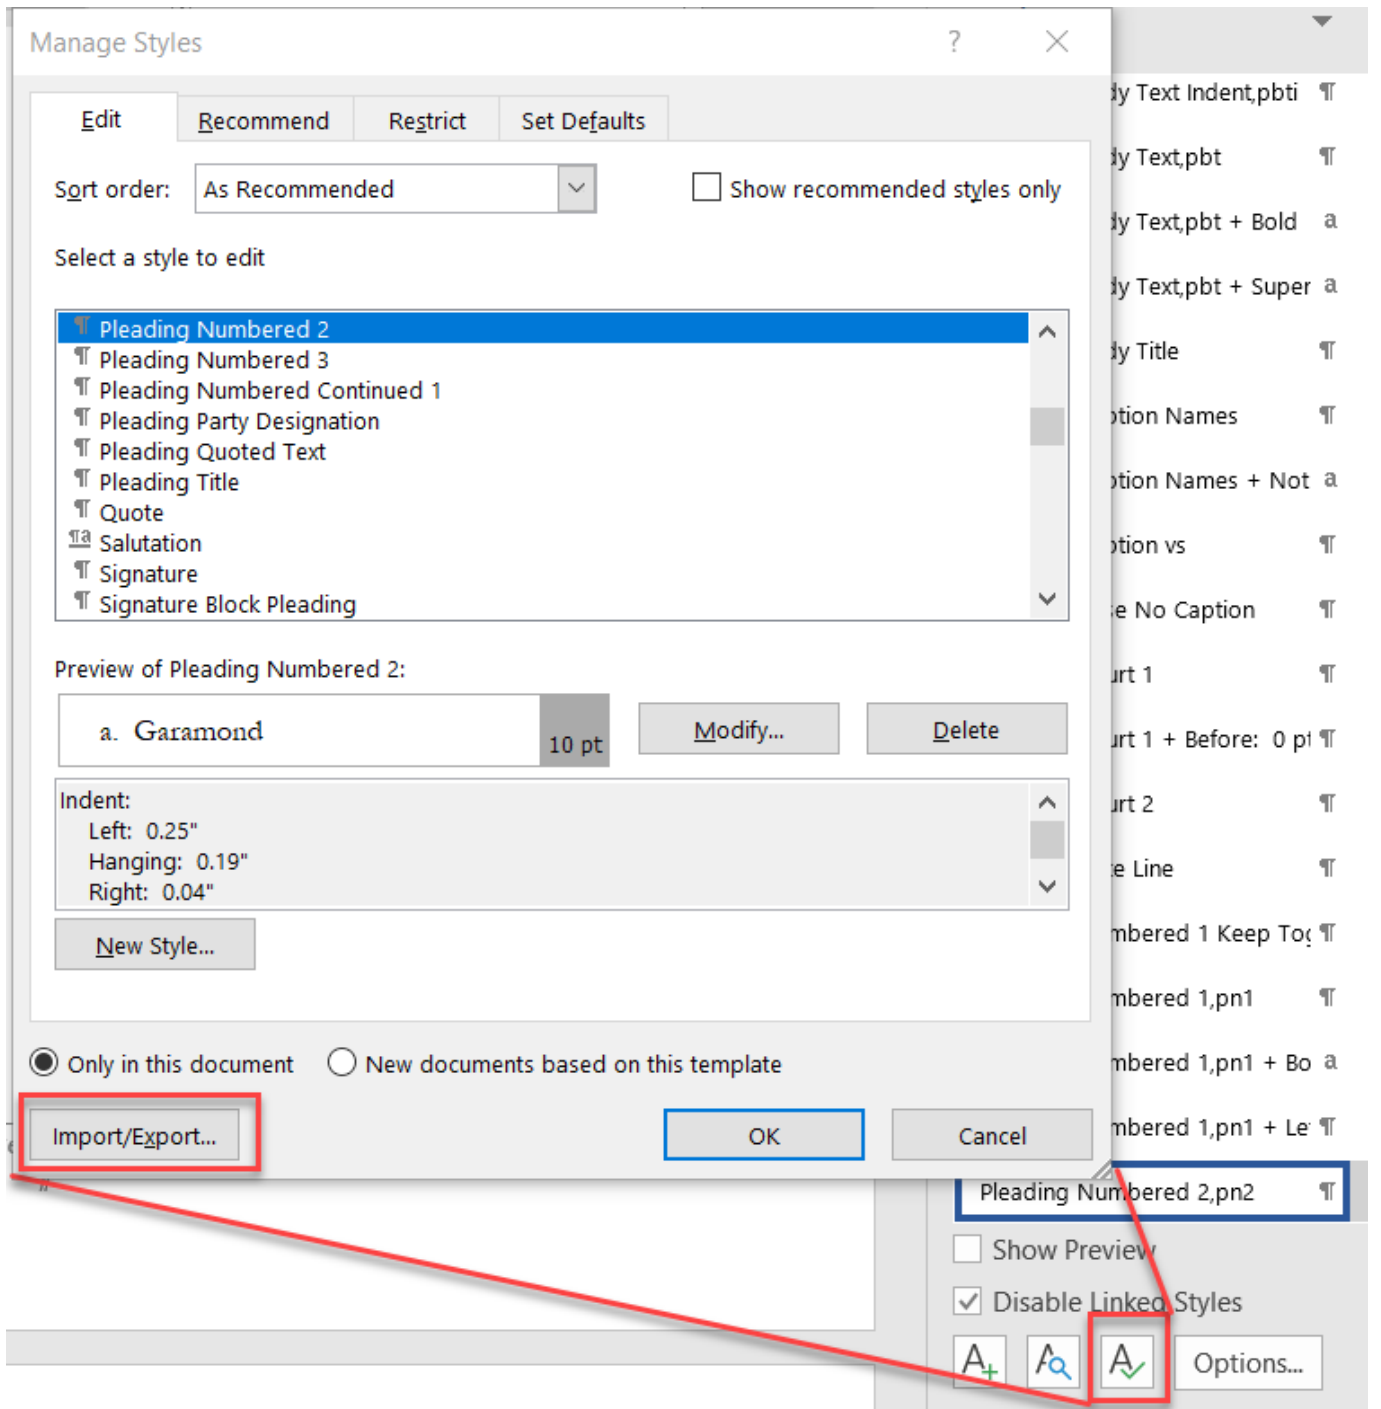 Manage Styles ?
Edit Recommend Restrict Set Defaults
Sort order: As Recommended Show recommended styles only
Select a style to edit
¶ Pleading Numbered 2
¶ Pleading Numbered 3
¶ Pleading Numbered Continued 1
¶ Pleading Party Designation
¶ Pleading Quoted Text
¶ Pleading Title
¶ Quote
¶a Salutation
¶ Signature
¶ Signature Block Pleading
Preview of Pleading Numbered 2:
a. Garamond 10 pt
Modify... Delete
Indent:
Left: 0.25"
Hanging: 0.19"
Right: 0.04"
New Style...
Only in this document New documents based on this template
Import/Export... OK Cancel
dy Text Indent,pbti ¶
dy Text,pbt ¶
dy Text,pbt + Bold a
dy Text,pbt + Super a
dy Title ¶
ption Names ¶
ption Names + Not a
ption vs ¶
se No Caption ¶
urt 1 ¶
urt 1 + Before: 0 pt ¶
urt 2 ¶
te Line ¶
mbered 1 Keep Tog ¶
mbered 1,pn1 ¶
mbered 1,pn1 + Bo a
mbered 1,pn1 + Le ¶
Pleading Numbered 2,pn2 ¶
Show Preview
Disable Linked Styles
Options...